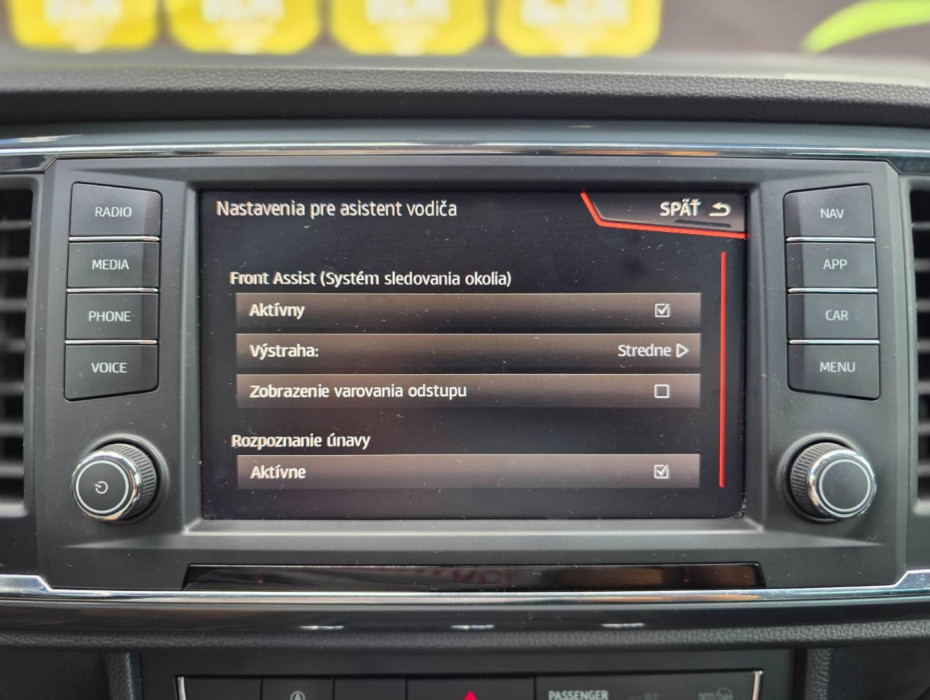 Nastavenia pre asistent vodiča
SPÄŤ
Front Assist (Systém sledovania okolia)
Aktívny
Výstraha: Stredne
Zobrazenie varovania odstupu
Rozpoznanie únavy
Aktívne
RADIO
MEDIA
PHONE
VOICE
NAV
APP
CAR
MENU
PASSENGER